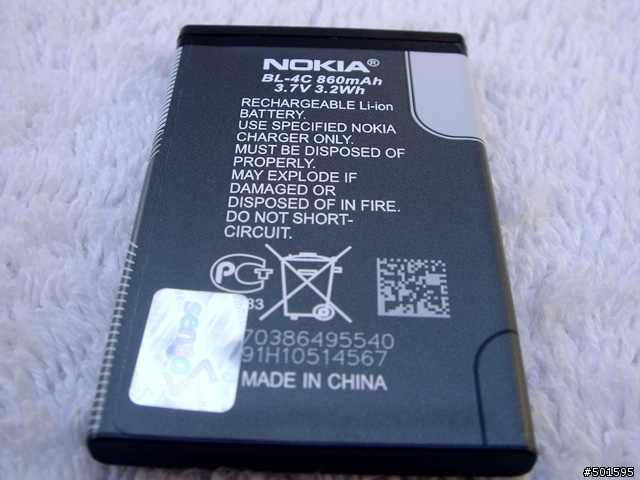 NOKIA®
BL-4C 860mAh
3.7V 3.2Wh
RECHARGEABLE Li-ion
BATTERY.
USE SPECIFIED NOKIA
CHARGER ONLY.
MUST BE DISPOSED OF
PROPERLY.
MAY EXPLODE IF
DAMAGED OR
DISPOSED OF IN FIRE.
DO NOT SHORT-
CIRCUIT.
83
70386495540
91H10514567
MADE IN CHINA
senao
#501595